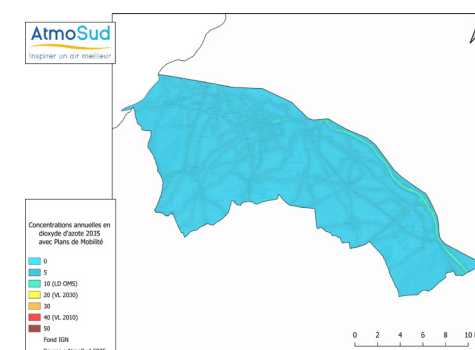 AtmoSud
Inspirer un air meilleur
Concentrations annuelles en
dioxyde d'azote 2035
avec Plans de Mobilité
0
5
10 (LD OMS)
20 (VL 2030)
30
40 (VL 2010)
50
Fond IGN
0 2 4 6 8 10